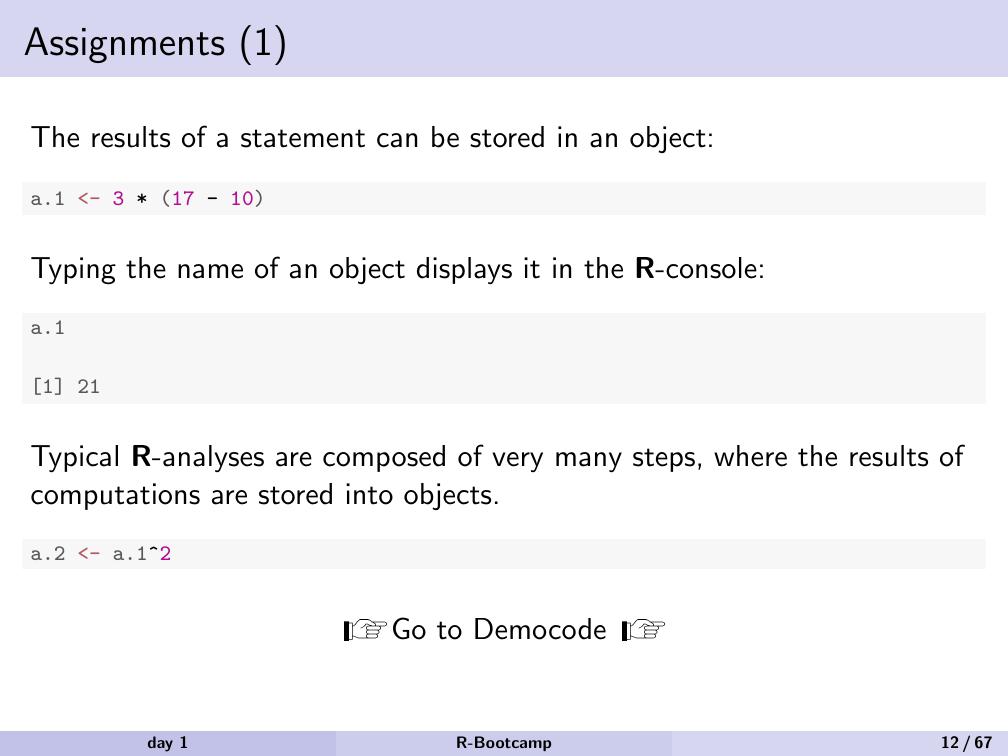 Assignments (1)
The results of a statement can be stored in an object:
a.1 <- 3 * (17 - 10)
Typing the name of an object displays it in the R-console:
a.1
[1] 21
Typical R-analyses are composed of very many steps, where the results of
computations are stored into objects.
a.2 <- a.1^2
☞Go to Democode ☞
day 1
R-Bootcamp
12 / 67